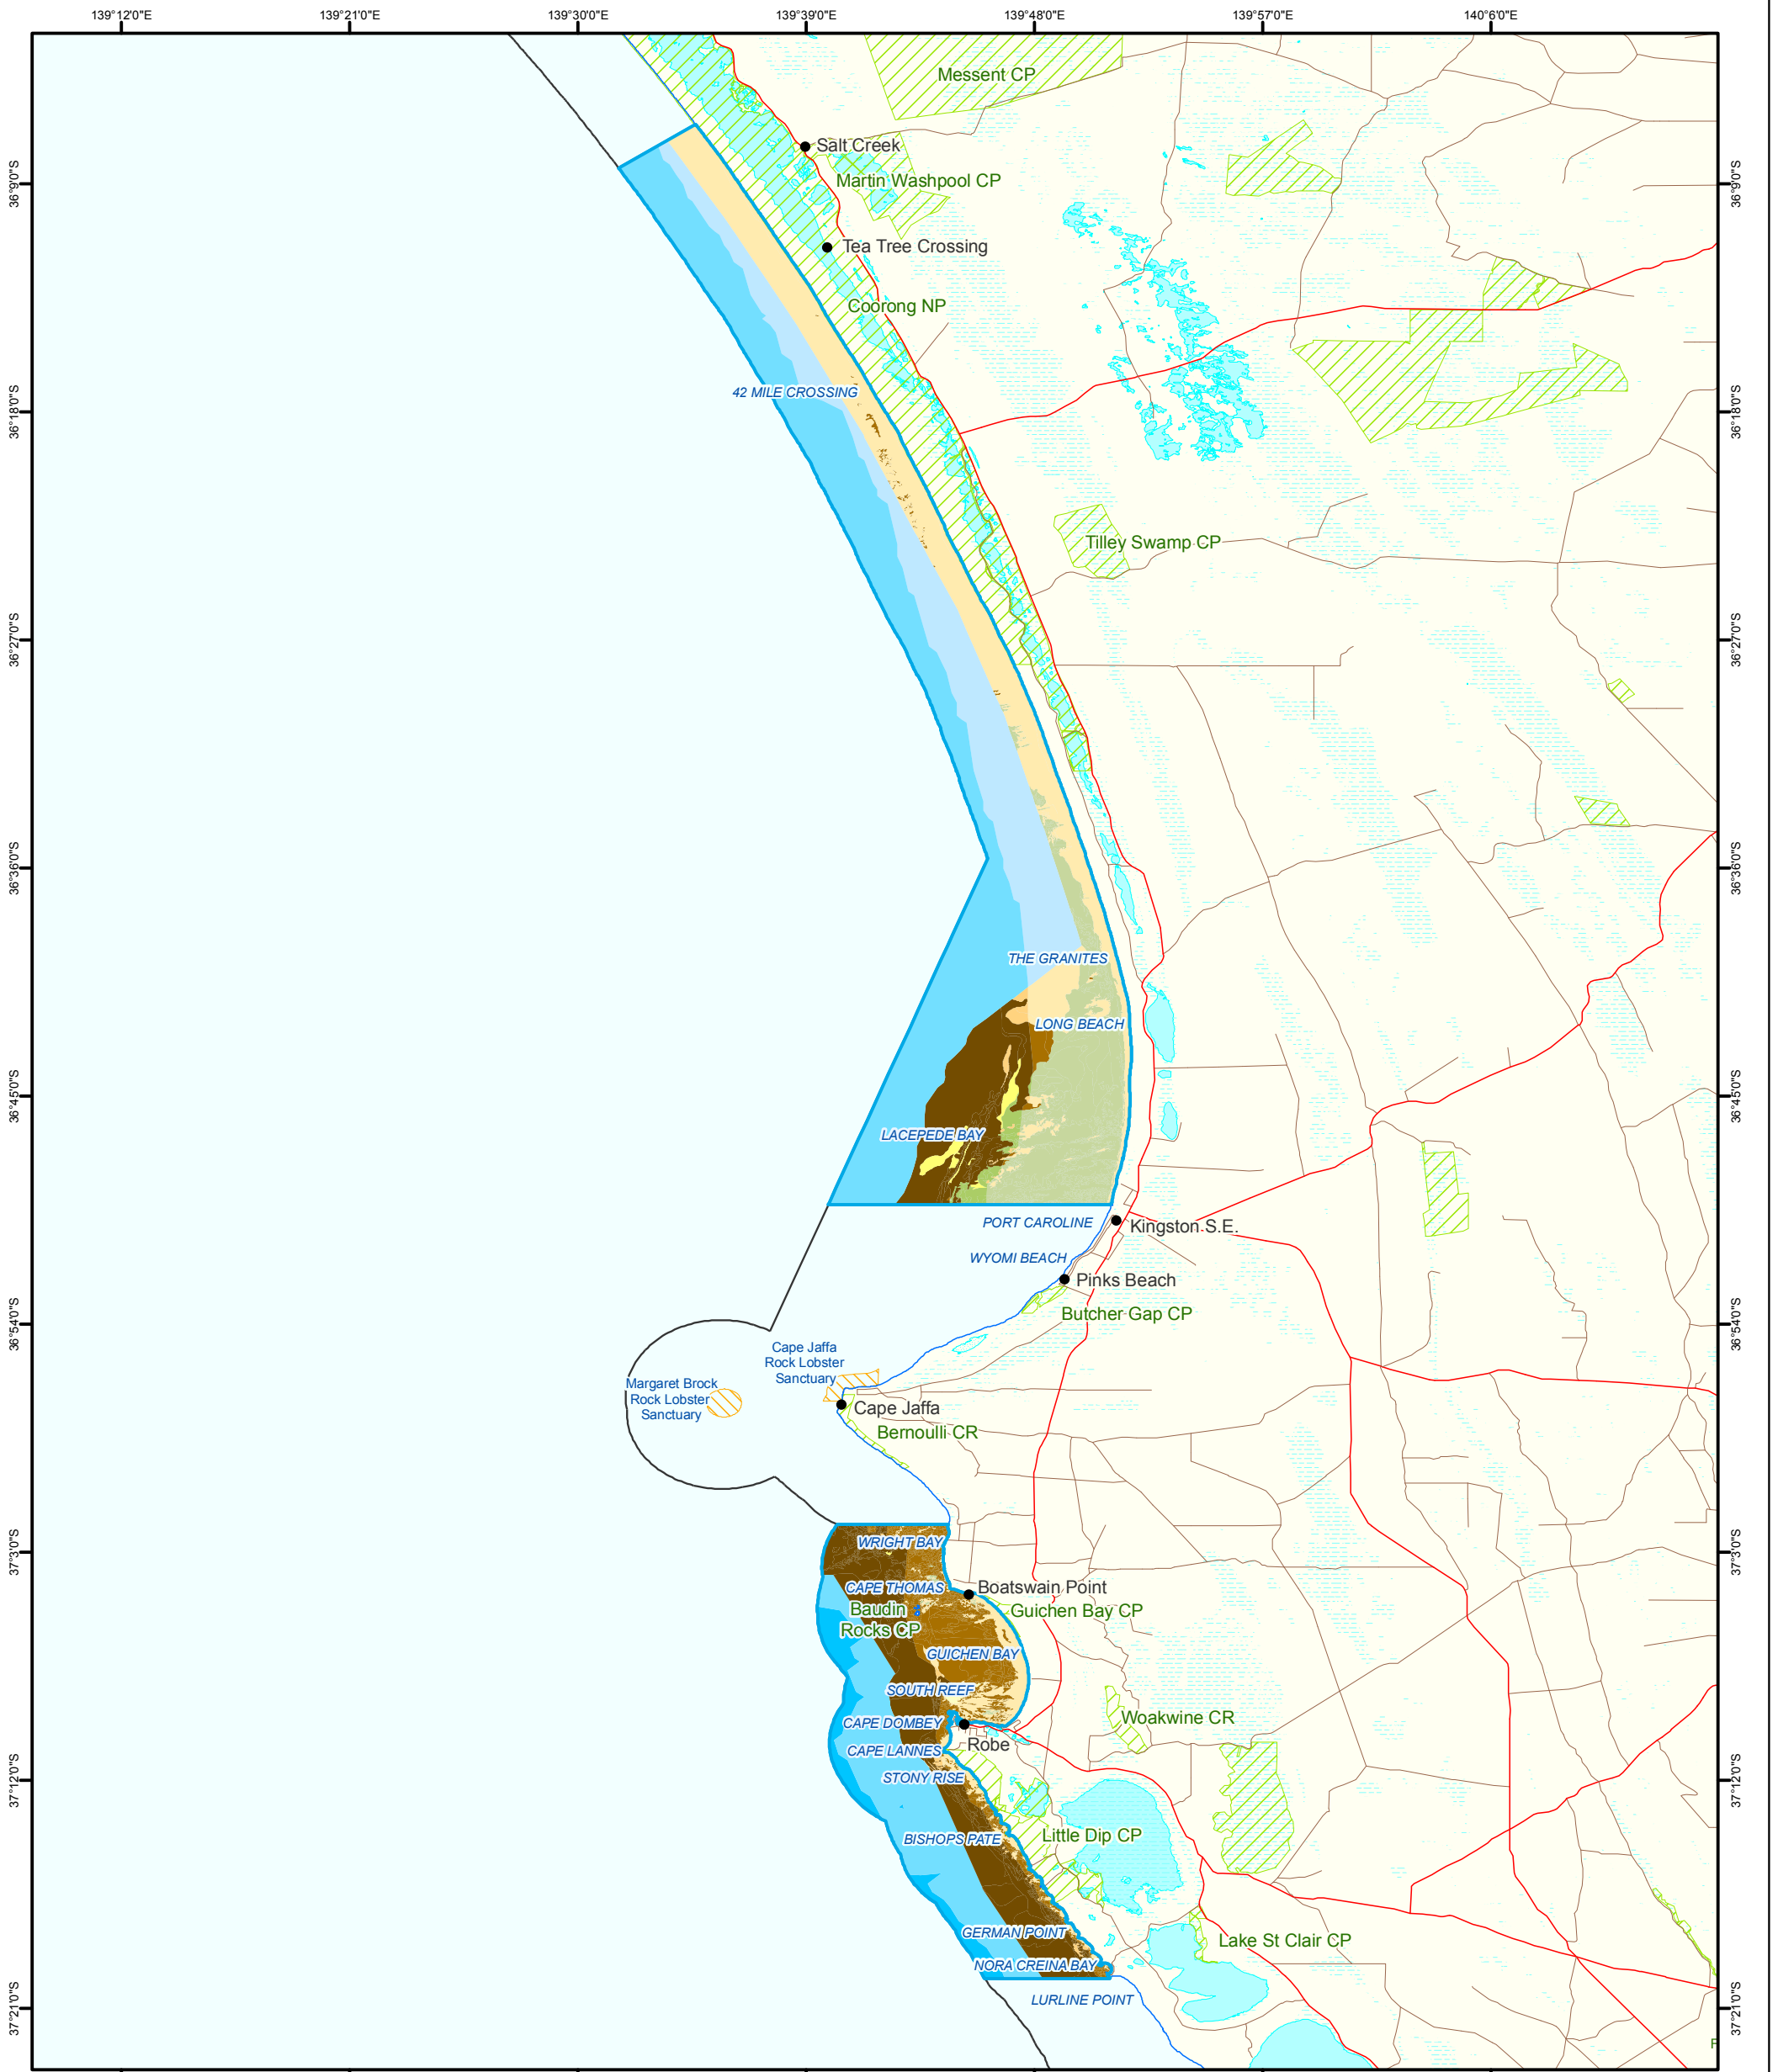 139°12'0"E
139°21'0"E
139°30'0"E
139°39'0"E
139°48'0"E
139°57'0"E
140°6'0"E
Messent CP
Salt Creek
Martin Washpool CP
36°9'0"S
36°9'0"S
Tea Tree Crossing
Coorong NP
42 MILE CROSSING
36°18'0"S
36°18'0"S
Tilley Swamp CP
36°27'0"S
36°27'0"S
36°36'0"S
36°36'0"S
THE GRANITES
LONG BEACH
36°45'0"S
36°45'0"S
LACEPEDE BAY
PORT CAROLINE
Kingston S.E.
WYOMI BEACH
Pinks Beach
Butcher Gap CP
36°54'0"S
36°54'0"S
Cape Jaffa
Rock Lobster
Sanctuary
Margaret Brock
Rock Lobster
Sanctuary
Cape Jaffa
Bernoulli CR
37°3'0"S
37°3'0"S
WRIGHT BAY
CAPE THOMAS
Boatswain Point
Baudin
Rocks CP
Guichen Bay CP
GUICHEN BAY
SOUTH REEF
Woakwine CR
CAPE DOMBEY
Robe
CAPE LANNES
STONY RISE
37°12'0"S
37°12'0"S
BISHOPS PATE
Little Dip CP
GERMAN POINT
Lake St Clair CP
NORA CREINA BAY
LURLINE POINT
37°21'0"S
37°21'0"S